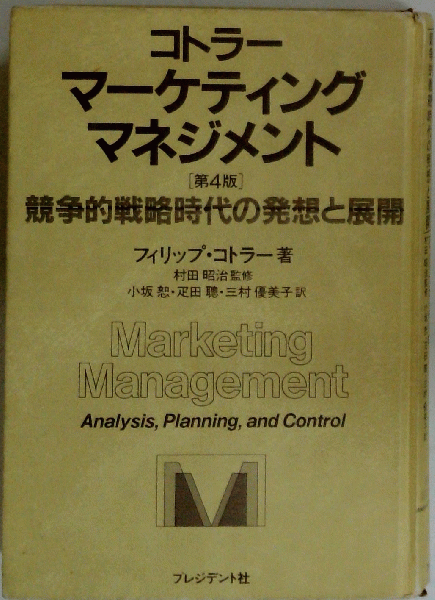 コトラー
マーケティング
マネジメント
[第4版]
競争的戦略時代の発想と展開
フィリップ・コトラー著
村田 昭治 監修
小坂 恕・疋田 聰・三村 優美子 訳
Marketing
Management
Analysis, Planning, and Control
プレジデント社